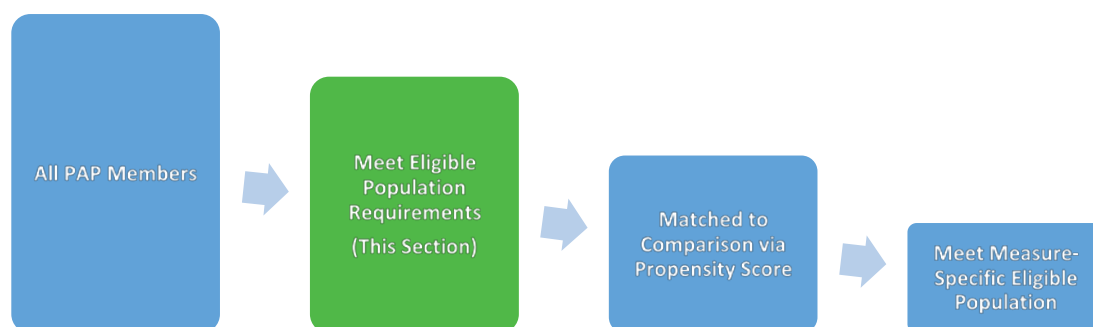 All PAP Members
Meet Eligible
Population
Requirements
(This Section)
Matched to
Comparison via
Propensity Score
Meet Measure-
Specific Eligible
Population